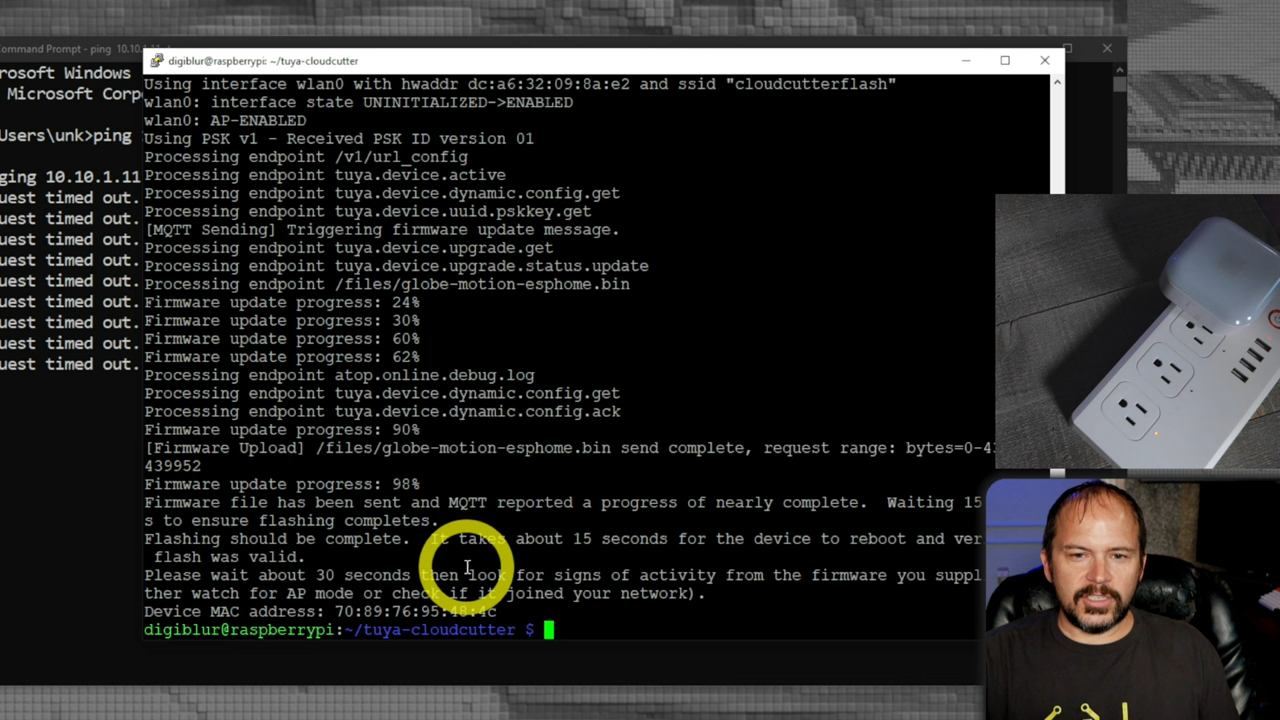 Command Prompt - ping 10.10.1.11
rosoft Windows
Microsoft Corp
Users\unk>ping
ging 10.10.1.11
uest timed out.
uest timed out.
uest timed out.
uest timed out.
uest timed out.
uest timed out.
uest timed out.
uest timed out.
uest timed out.
digiblur@raspberrypi: ~/tuya-cloudcutter
Using interface wlan0 with hwaddr dc:a6:32:09:8a:e2 and ssid "cloudcutterflash"
wlan0: interface state UNINITIALIZED->ENABLED
wlan0: AP-ENABLED
Using PSK v1 - Received PSK ID version 01
Processing endpoint /v1/url_config
Processing endpoint tuya.device.active
Processing endpoint tuya.device.dynamic.config.get
Processing endpoint tuya.device.uuid.pskkey.get
[MQTT Sending] Triggering firmware update message.
Processing endpoint tuya.device.upgrade.get
Processing endpoint tuya.device.upgrade.status.update
Processing endpoint /files/globe-motion-esphome.bin
Firmware update progress: 24%
Firmware update progress: 30%
Firmware update progress: 60%
Firmware update progress: 62%
Processing endpoint atop.online.debug.log
Processing endpoint tuya.device.dynamic.config.get
Processing endpoint tuya.device.dynamic.config.ack
Firmware update progress: 90%
[Firmware Upload] /files/globe-motion-esphome.bin send complete, request range: bytes=0-43
439952
Firmware update progress: 98%
Firmware file has been sent and MQTT reported a progress of nearly complete.  Waiting 15
s to ensure flashing completes.
Flashing should be complete.  It takes about 15 seconds for the device to reboot and ver
flash was valid.
Please wait about 30 seconds then look for signs of activity from the firmware you suppl
ther watch for AP mode or check if it joined your network).
Device MAC address: 70:89:76:95:48:4c
digiblur@raspberrypi:~/tuya-cloudcutter $